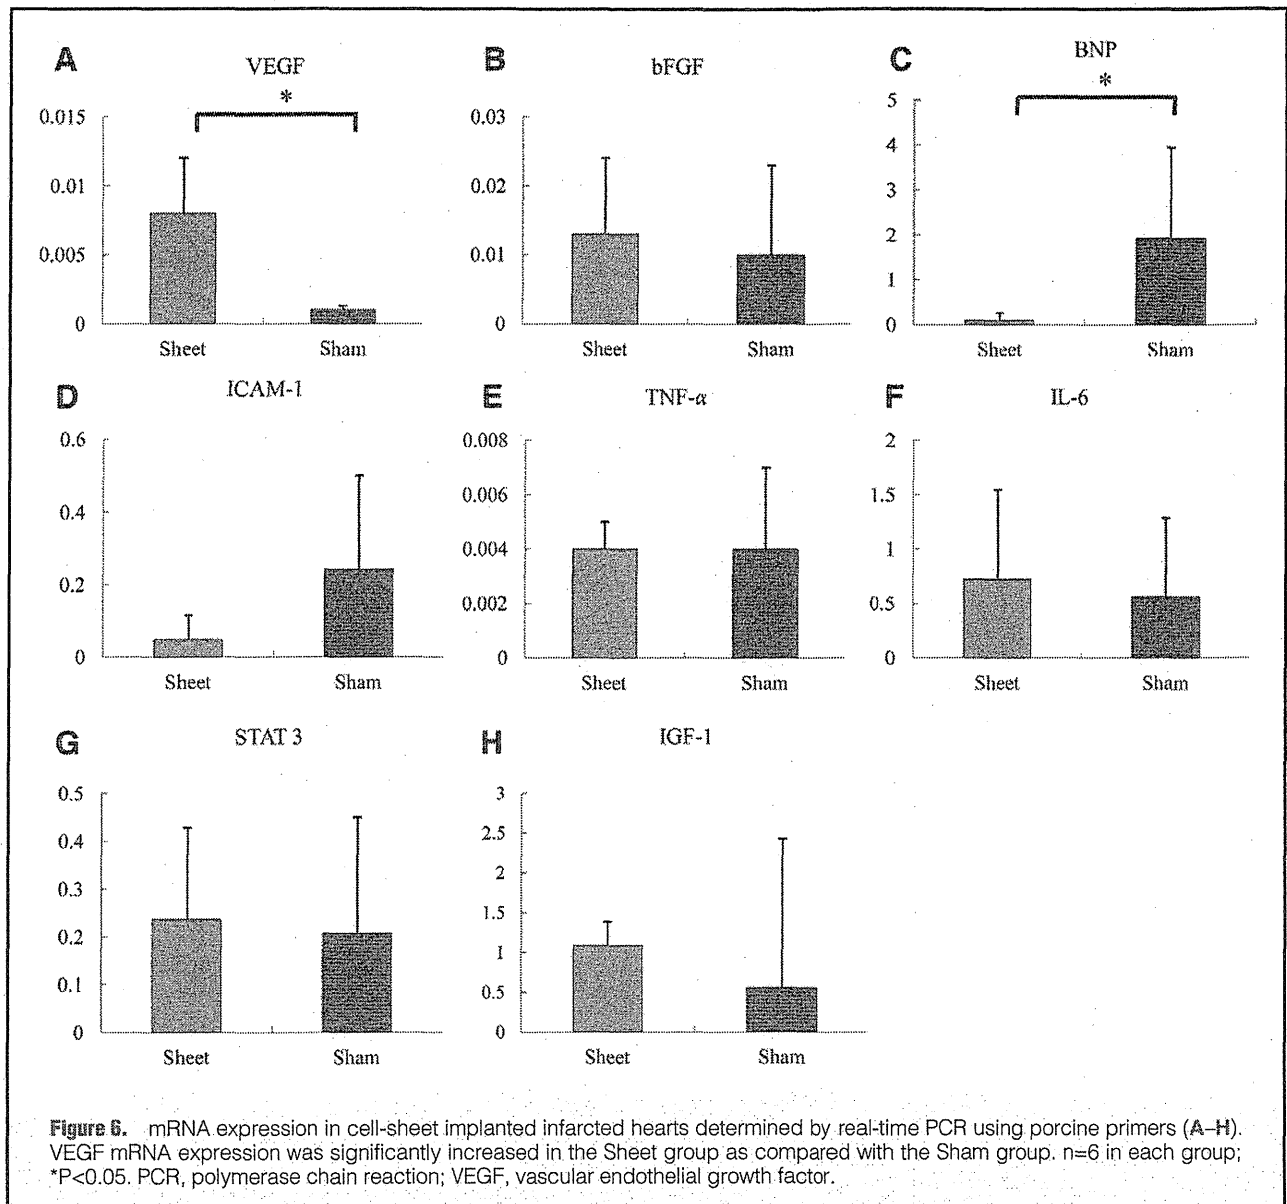 A
VEGF
*
0.015
0.01
0.005
0
Sheet Sham
B
bFGF
0.03
0.02
0.01
0
Sheet Sham
C
BNP
*
5
4
3
2
1
0
Sheet Sham
D
ICAM-1
0.6
0.4
0.2
0
Sheet Sham
E
TNF-α
0.008
0.006
0.004
0.002
0
Sheet Sham
F
IL-6
2
1.5
1
0.5
0
Sheet Sham
G
STAT 3
0.5
0.4
0.3
0.2
0.1
0
Sheet Sham
H
IGF-1
3
2.5
2
1.5
1
0.5
0
Sheet Sham
Figure 6. mRNA expression in cell-sheet implanted infarcted hearts determined by real-time PCR using porcine primers (A–H).
VEGF mRNA expression was significantly increased in the Sheet group as compared with the Sham group. n=6 in each group;
*P<0.05. PCR, polymerase chain reaction; VEGF, vascular endothelial growth factor.